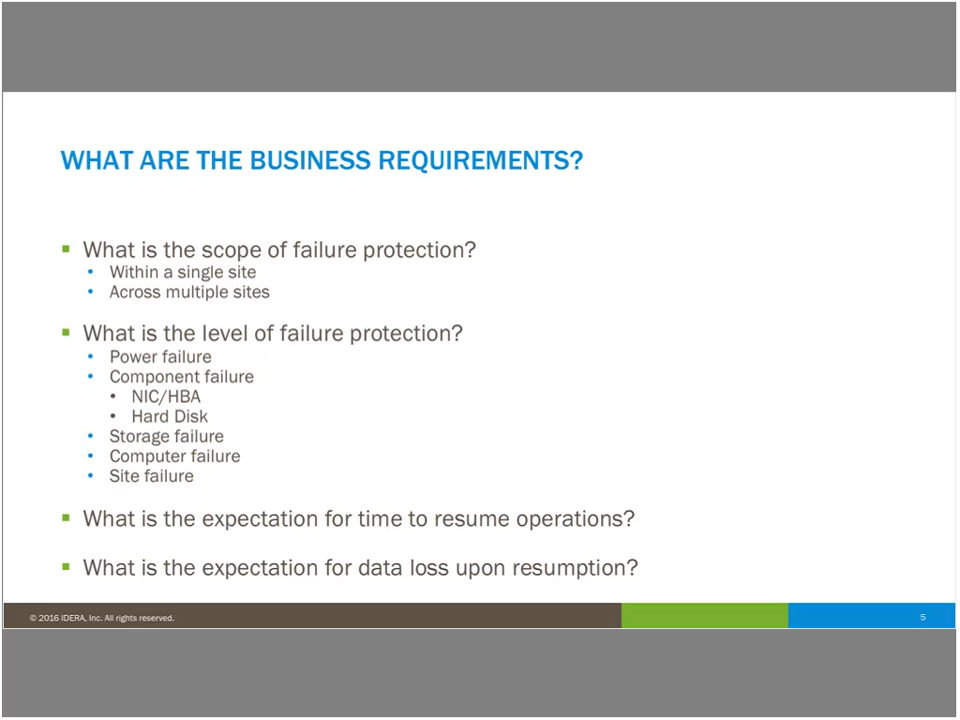 WHAT ARE THE BUSINESS REQUIREMENTS?
What is the scope of failure protection?
Within a single site
Across multiple sites
What is the level of failure protection?
Power failure
Component failure
NIC/HBA
Hard Disk
Storage failure
Computer failure
Site failure
What is the expectation for time to resume operations?
What is the expectation for data loss upon resumption?
© 2016 IDERA, Inc. All rights reserved.
5